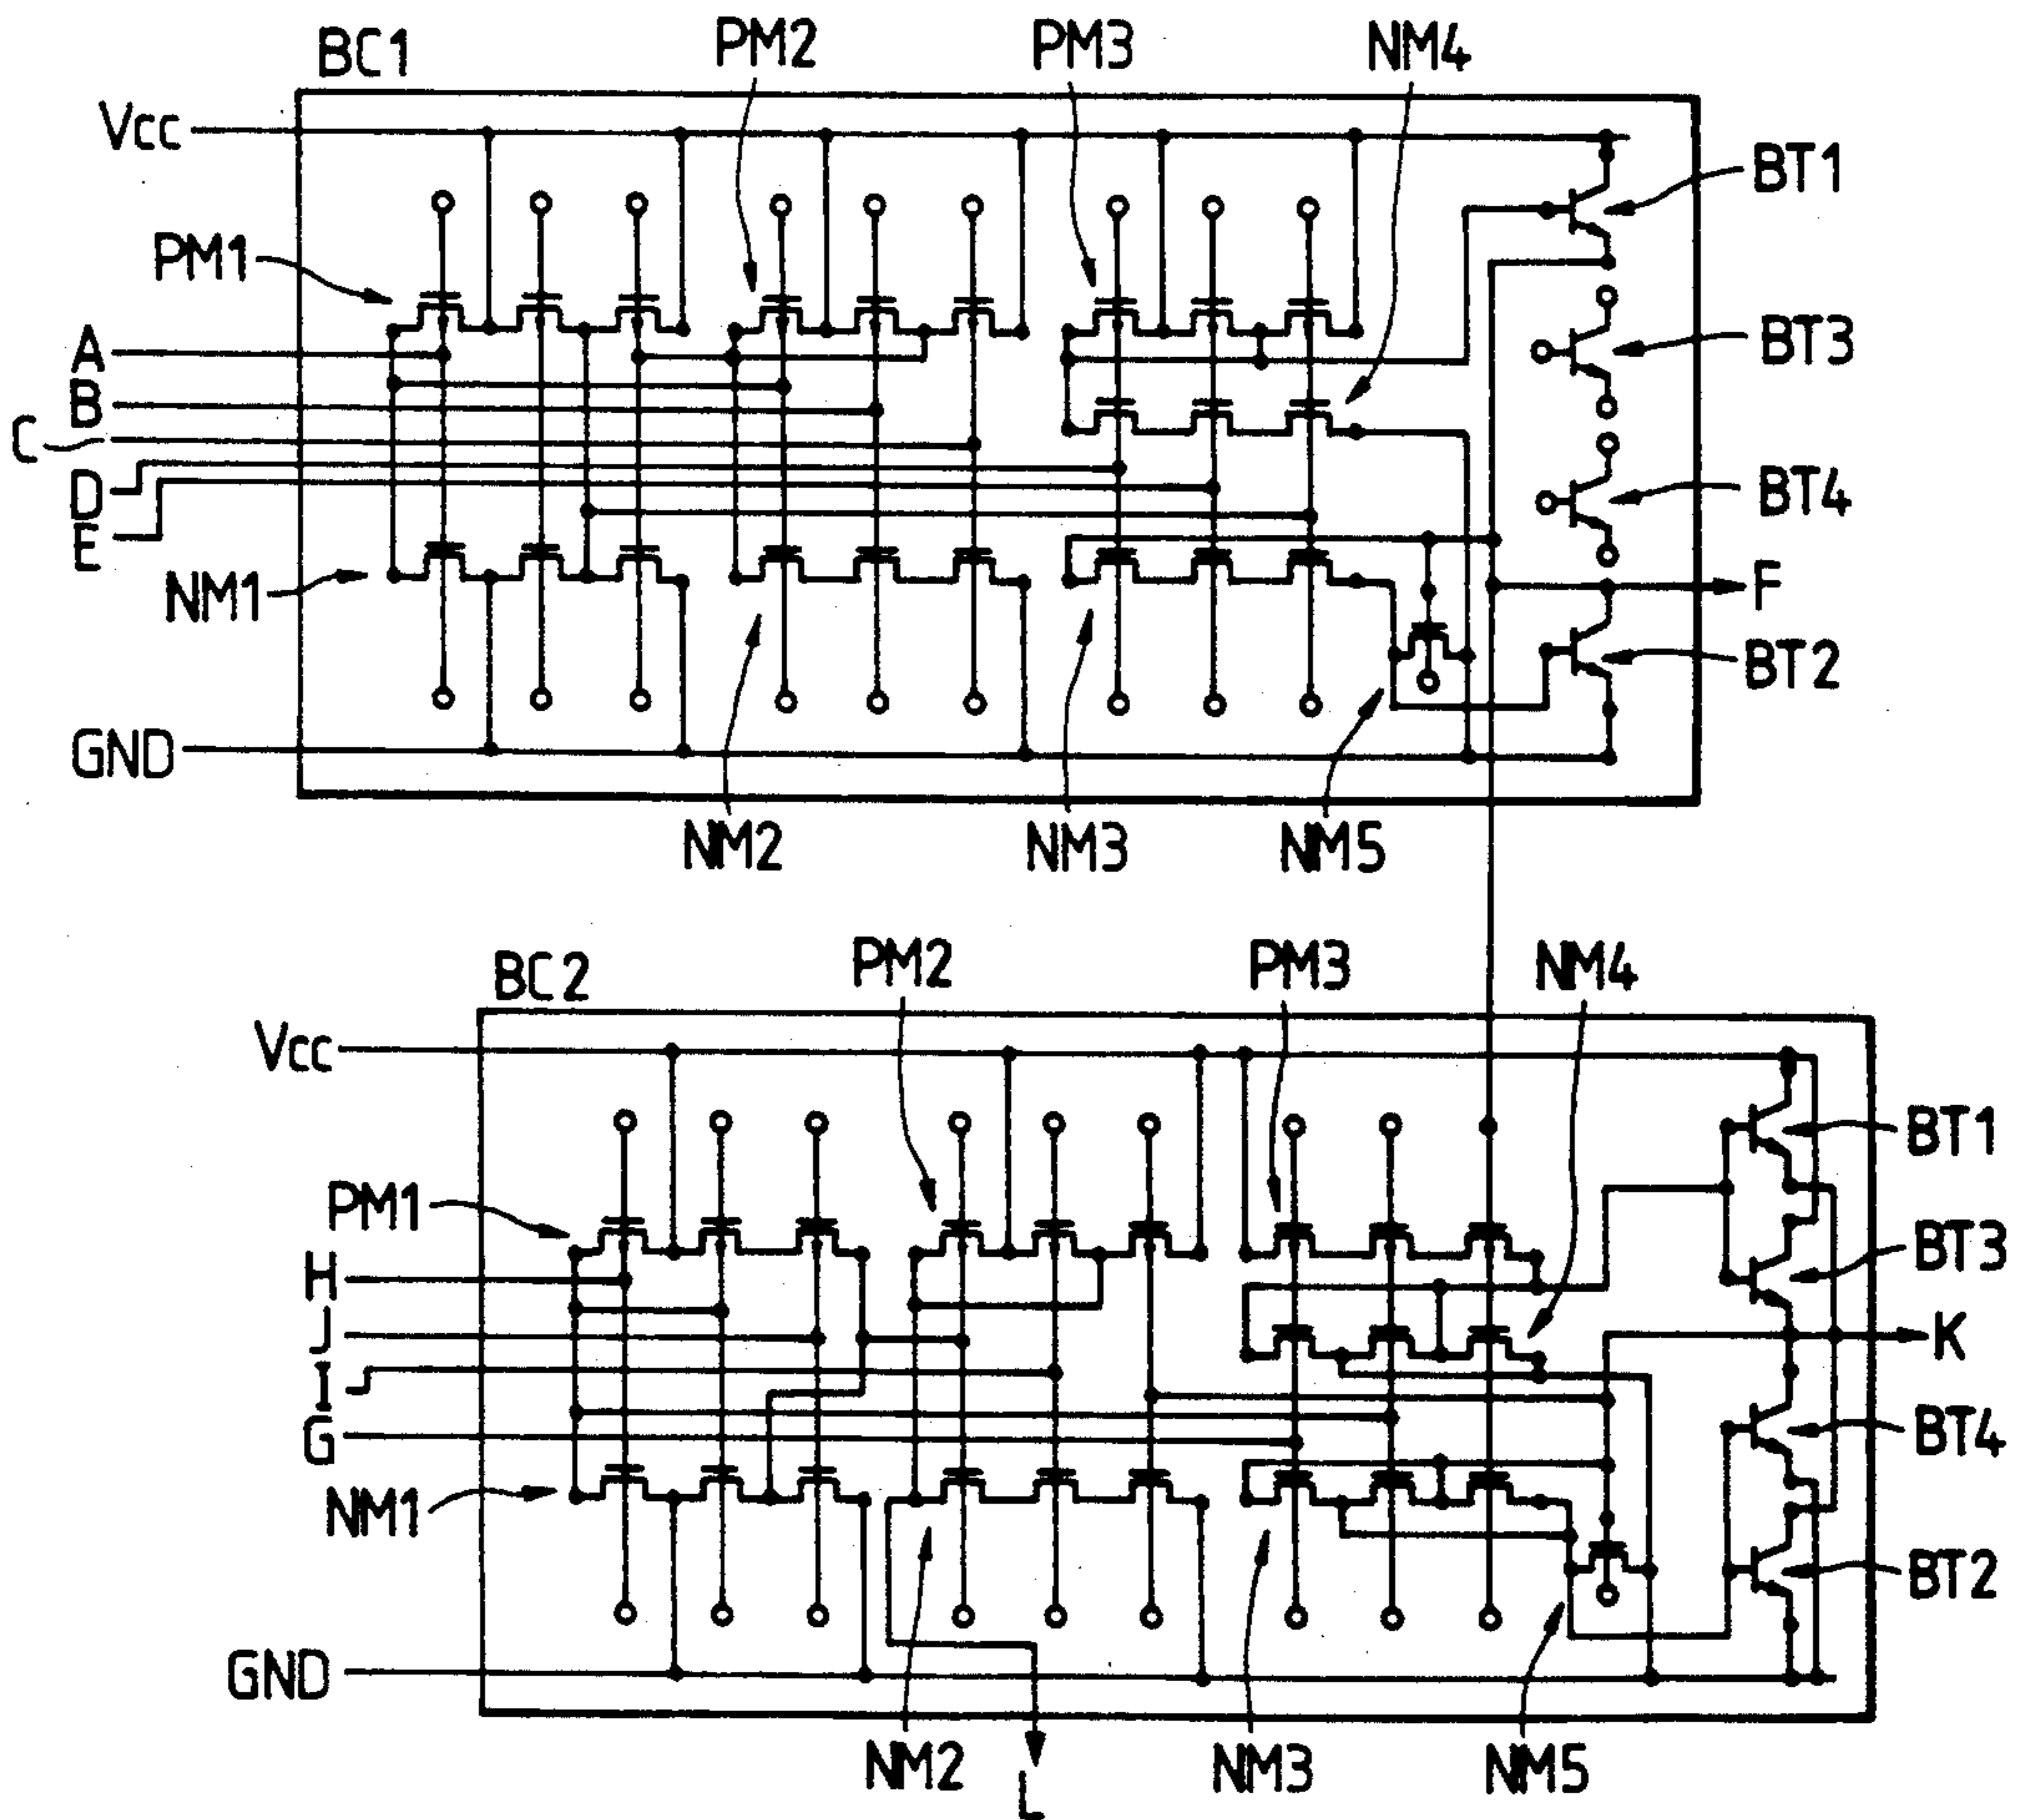 BC1
PM2
PM3
NM4
Vcc
BT1
PM1
BT3
A
B
C
D
E
BT4
F
NM1
BT2
GND
NM2
NM3
NM5
BC2
PM2
PM3
NM4
Vcc
BT1
PM1
BT3
H
J
K
I
G
BT4
NM1
BT2
GND
NM2
NM3
NM5
L